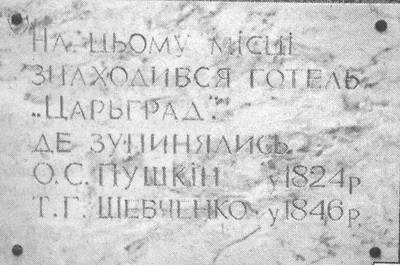 НА ЦЬОМУ МІСЦІ
ЗНАХОДИВСЯ ГОТЕЛЬ
„ЦАРЬГРАД",
ДЕ ЗУПИНЯЛИСЬ
О.С. ПУШКІН у 1824 р
Т.Г. ШЕВЧЕНКО у 1846 р.